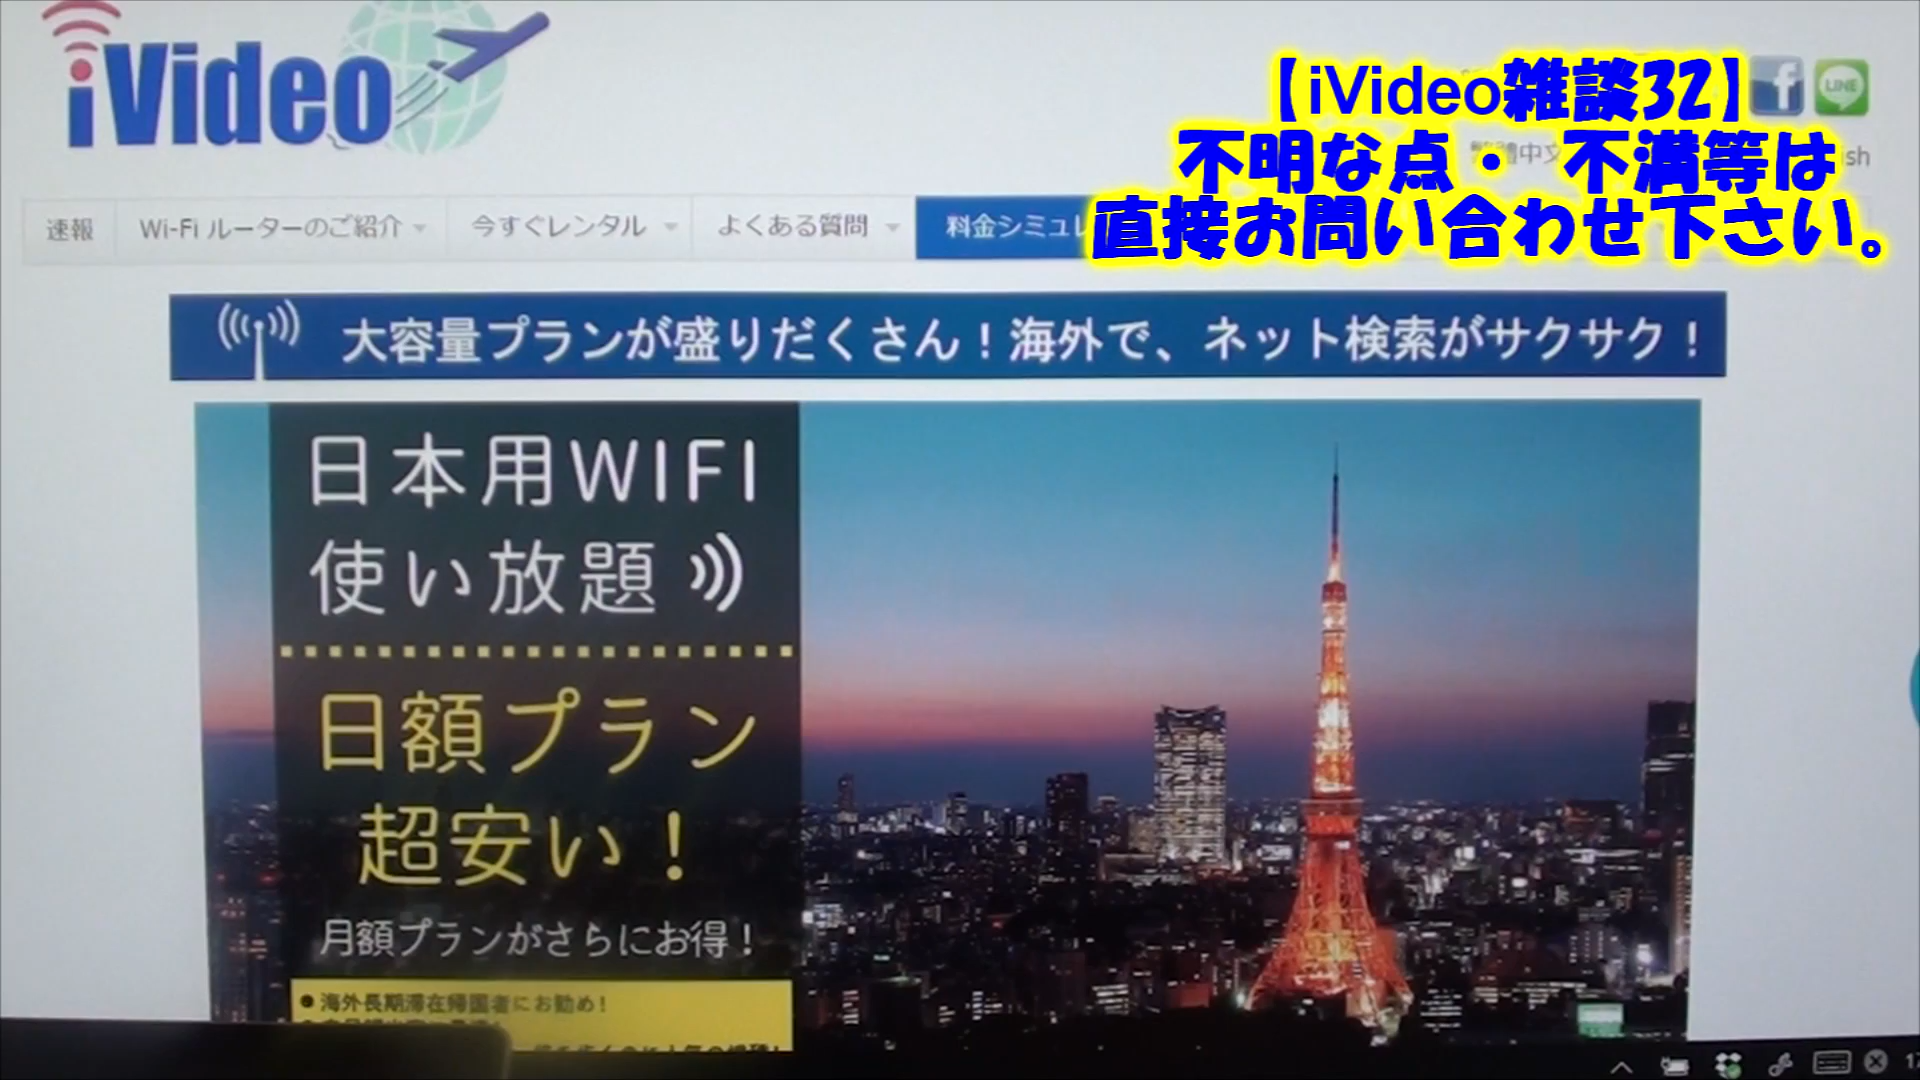 iVideo
【iVideo雑談32】
不明な点・ 不満等は
直接お問い合わせ下さい。
LINE
速報
Wi-Fi ルーターのご紹介
今すぐレンタル
よくある質問
料金シミュレ
大容量プランが盛りだくさん！海外で、ネット検索がサクサク！
日本用WIFI
使い放題
日額プラン
超安い！
月額プランがさらにお得！
●海外長期滞在帰国者にお勧め！